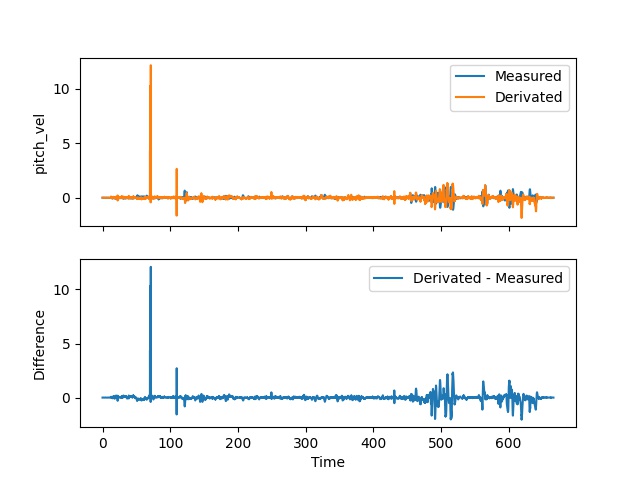 Measured
Derivated
10
5
0
pitch_vel
Derivated - Measured
10
5
0
Difference
0 100 200 300 400 500 600
Time